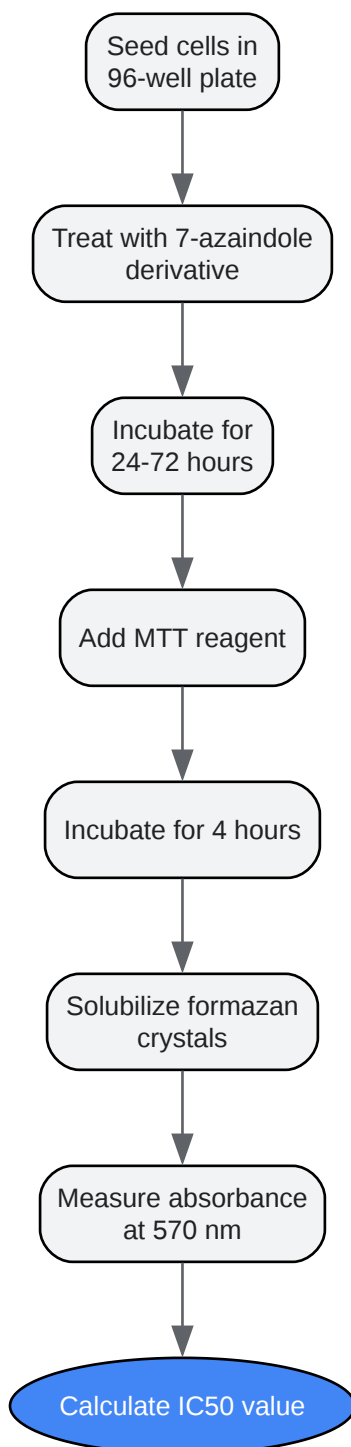 Seed cells in
96-well plate
Treat with 7-azaindole
derivative
Incubate for
24-72 hours
Add MTT reagent
Incubate for 4 hours
Solubilize formazan
crystals
Measure absorbance
at 570 nm
Calculate IC50 value